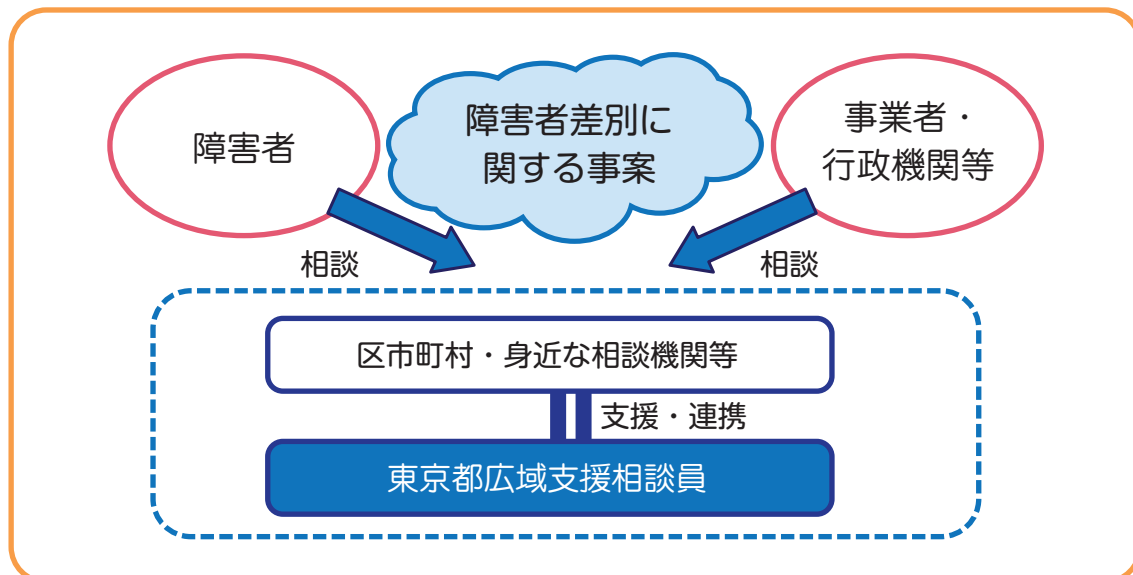 障害者
障害者差別に
関する事案
事業者・
行政機関等
相談
相談
区市町村・身近な相談機関等
支援・連携
東京都広域支援相談員